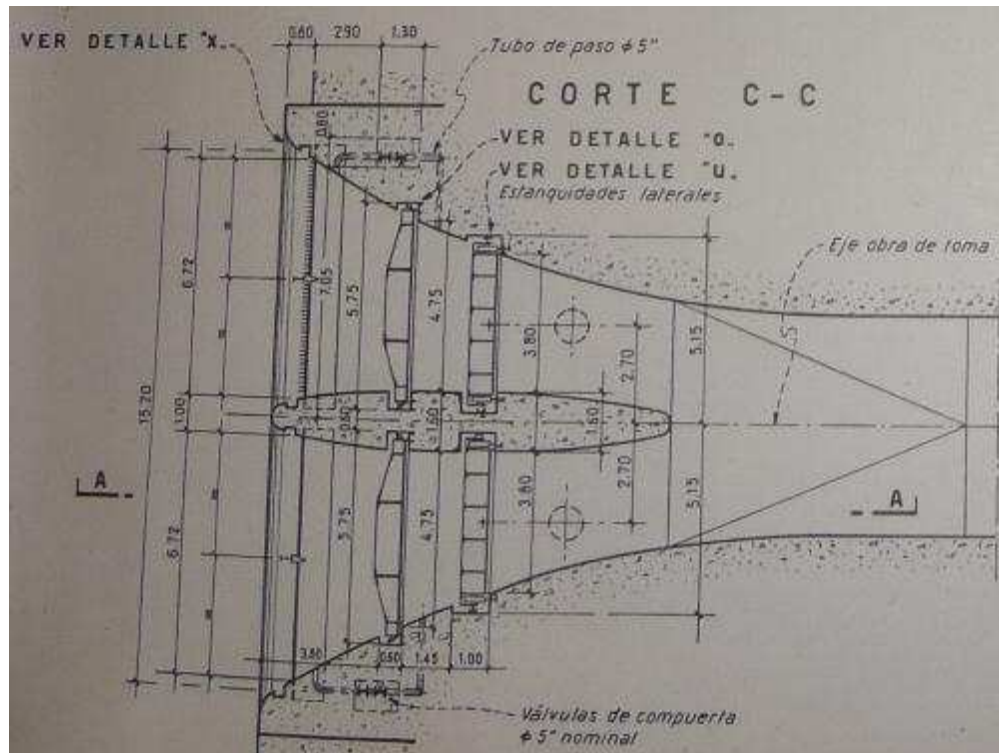 0.60 2.90 1.30
VER DETALLE "X"
Tubo de paso ϕ 5"
CORTE C-C
0.80
VER DETALLE "O"
VER DETALLE "U"
Estanquidades laterales
Eje obra de toma
6.72
7.05
5.75
4.75
3.80
2.70
5.15
15.20
1.00
0.60
1.60
1.60
A
A
6.72
5.75
4.75
3.80
2.70
5.15
3.80 0.60 1.45 1.00
Válvulas de compuerta
ϕ 5" nominal